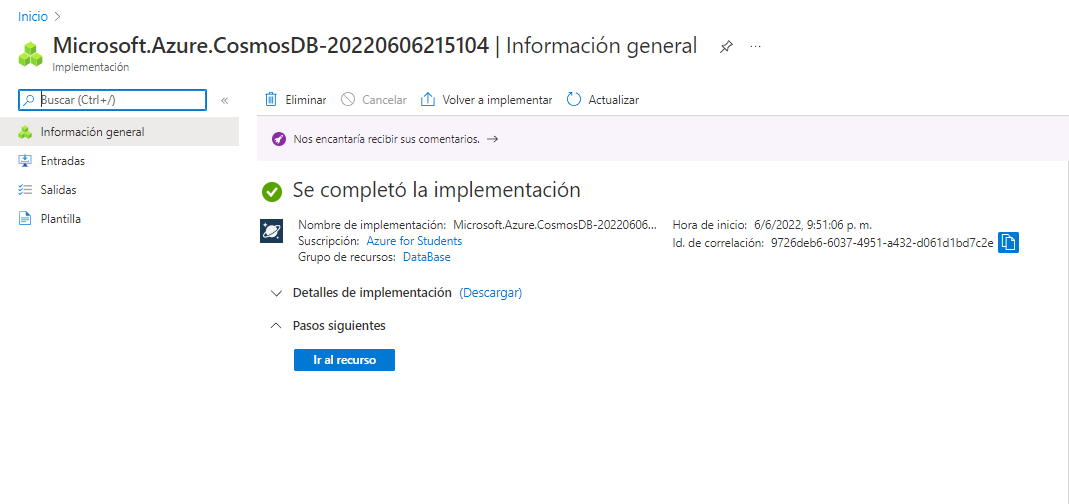 Inicio >
Microsoft.Azure.CosmosDB-20220606215104 | Información general
Implementación
Buscar (Ctrl+/)
«
Eliminar Cancelar Volver a implementar Actualizar
Información general
Entradas
Salidas
Plantilla
Nos encantaría recibir sus comentarios. →
Se completó la implementación
Nombre de implementación: Microsoft.Azure.CosmosDB-20220606...
Suscripción: Azure for Students
Grupo de recursos: DataBase
Hora de inicio: 6/6/2022, 9:51:06 p. m.
Id. de correlación: 9726deb6-6037-4951-a432-d061d1bd7c2e
Detalles de implementación (Descargar)
Pasos siguientes
Ir al recurso